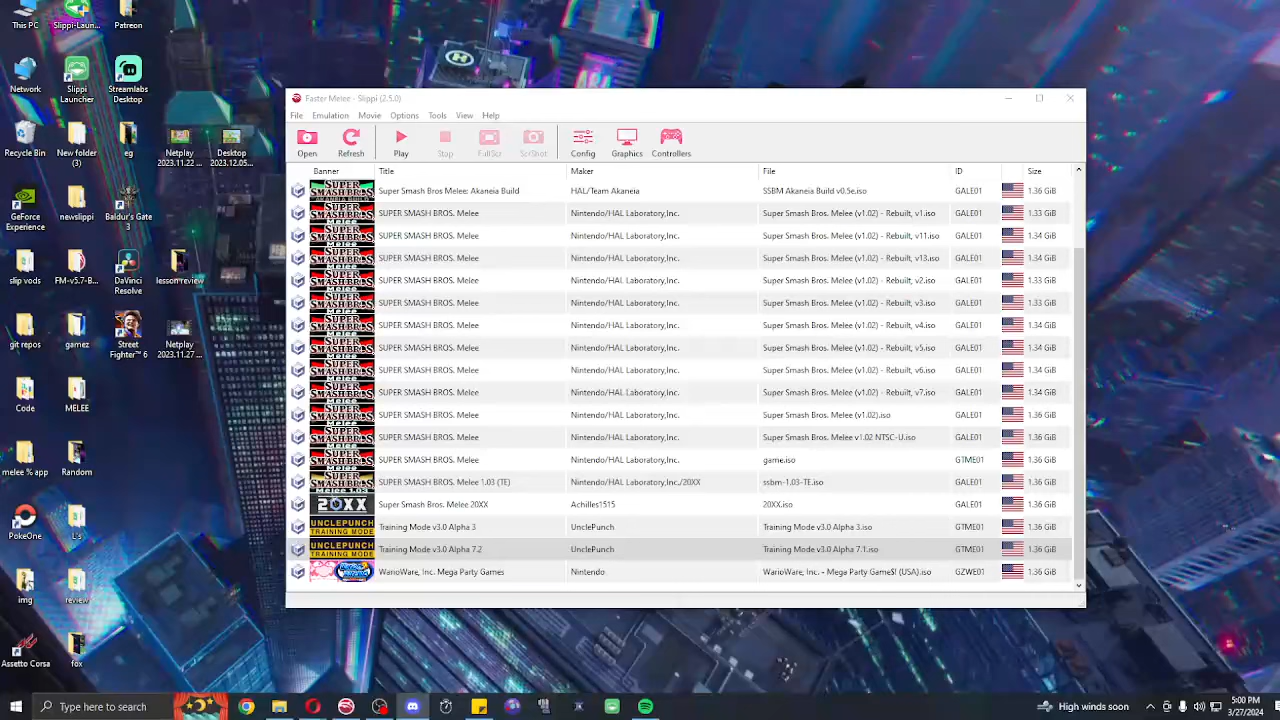 This PC
Patreon
Network
Slippi Launcher
Streamlabs Desktop
Recycle Bin
New folder (3)
eg
Netplay 2023.11.22 ...
Desktop 2023.12.05...
GeForce
newslippi
Baldur's Gate
slip vods
FM-v5.7-B...
DaVinci Resolve
lessonreview
repos
gamez
Street
Netplay 2023.11.27...
WRITE
melee % app
Random
L's
img
review
Assetto Corsa
fox
Faster Melee - Slippi (2.5.0)
File Emulation Movie Options Tools View Help
Open Refresh Play Stop FullScr ScrShot Config Graphics Controllers
Banner Title Maker File ID Size
Super Smash Bros Melee: Akaneia Build HAL/Team Akaneia SSBM Akaneia Build v0.5e.iso GALE01 1.36 GiB
SUPER SMASH BROS. Melee Nintendo/HAL Laboratory,Inc. Super Smash Bros. Melee (v1.02) - Rebuilt, v1.iso GALE01 1.33 GiB
SUPER SMASH BROS. Melee Nintendo/HAL Laboratory,Inc. Super Smash Bros. Melee (v1.02) - Rebuilt, v11.iso GALE01 1.34 GiB
SUPER SMASH BROS. Melee Nintendo/HAL Laboratory,Inc. Super Smash Bros. Melee (v1.02) - Rebuilt, v13.iso GALE01 1.34 GiB
SUPER SMASH BROS. Melee Nintendo/HAL Laboratory,Inc. Super Smash Bros. Melee (v1.02) - Rebuilt, v2.iso GALE01 1.33 GiB
SUPER SMASH BROS. Melee Nintendo/HAL Laboratory,Inc. Super Smash Bros. Melee (v1.02) - Rebuilt, v3.iso GALE01 1.33 GiB
SUPER SMASH BROS. Melee Nintendo/HAL Laboratory,Inc. Super Smash Bros. Melee (v1.02) - Rebuilt, v4.iso GALE01 1.34 GiB
SUPER SMASH BROS. Melee Nintendo/HAL Laboratory,Inc. Super Smash Bros. Melee (v1.02) - Rebuilt, v5.iso GALE01 1.34 GiB
SUPER SMASH BROS. Melee Nintendo/HAL Laboratory,Inc. Super Smash Bros. Melee (v1.02) - Rebuilt, v6.iso GALE01 1.34 GiB
SUPER SMASH BROS. Melee Nintendo/HAL Laboratory,Inc. Super Smash Bros. Melee (v1.02) - Rebuilt, v7.iso GALE01 1.34 GiB
SUPER SMASH BROS. Melee Nintendo/HAL Laboratory,Inc. Super Smash Bros. Melee (v1.02).iso GALE01 1.36 GiB
SUPER SMASH BROS. Melee Nintendo/HAL Laboratory,Inc. Super Smash Bros. Melee v1.02 NTSC-U.iso GALE01 1.36 GiB
SUPER SMASH BROS. Melee Nintendo/HAL Laboratory,Inc. game.iso GTME01 1.36 GiB
SUPER SMASH BROS. Melee 1.03 (TE) Nintendo/HAL Laboratory,Inc./20XX ssbm-1.03-TE.iso GALE01 1.36 GiB
20XX Super Smash Bros. Melee 20XX Achilles1515 20XX.iso GALE01 1.36 GiB
UNCLEPUNCH TRAINING MODE Training Mode v3.0 Alpha 3 UnclePunch Training Mode v3.0 Alpha 3.iso GTME01 1.36 GiB
UNCLEPUNCH TRAINING MODE Training Mode v3.0 Alpha 7.2 UnclePunch Training Mode v3.0 Alpha 7.1.iso GTME01 1.36 GiB
WarioWare, Inc. Mega Party Games Nintendo WarioWare, Inc. - Mega Party Game$! (USA).iso GZWE01 1.36 GiB
Type here to search
High winds soon
5:00 PM
3/27/2024